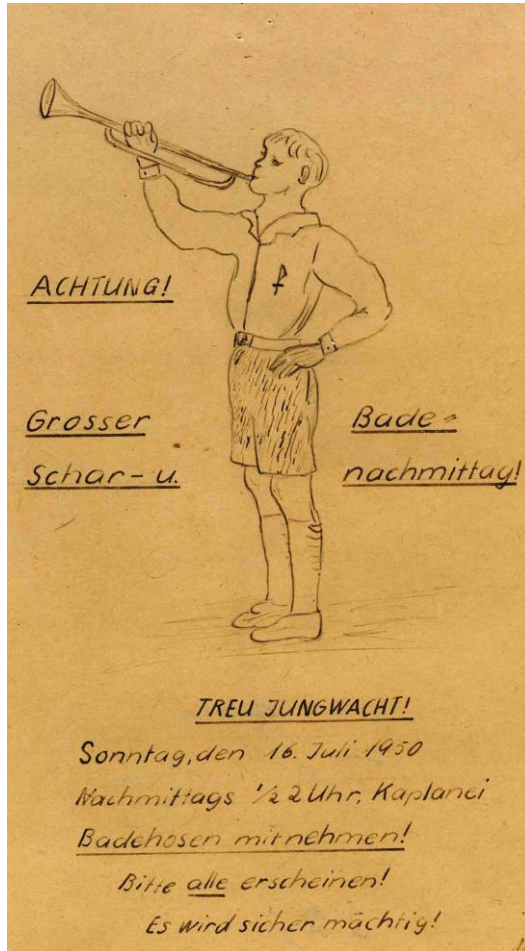 ACHTUNG!
Grosser
Schar- u.
Bade-
nachmittag!
TREU JUNGWACHT!
Sonntag, den 16. Juli 1950
Nachmittags 1/2 2 Uhr, Kaplanei
Badehosen mitnehmen!
Bitte alle erscheinen!
Es wird sicher mächtig!